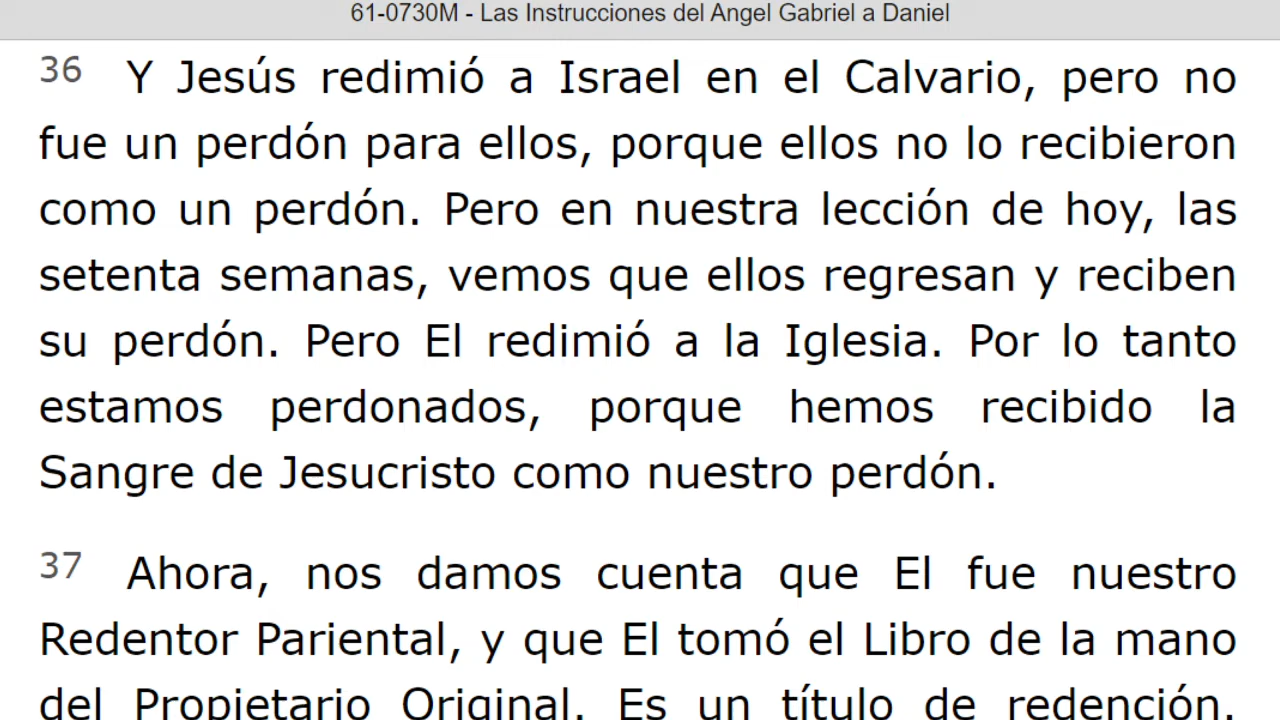 61-0730M - Las Instrucciones del Angel Gabriel a Daniel
36 Y Jesús redimió a Israel en el Calvario, pero no
fue un perdón para ellos, porque ellos no lo recibieron
como un perdón. Pero en nuestra lección de hoy, las
setenta semanas, vemos que ellos regresan y reciben
su perdón. Pero El redimió a la Iglesia. Por lo tanto
estamos perdonados, porque hemos recibido la
Sangre de Jesucristo como nuestro perdón.
37 Ahora, nos damos cuenta que El fue nuestro
Redentor Pariental, y que El tomó el Libro de la mano
del Propietario Original. Es un título de redención.